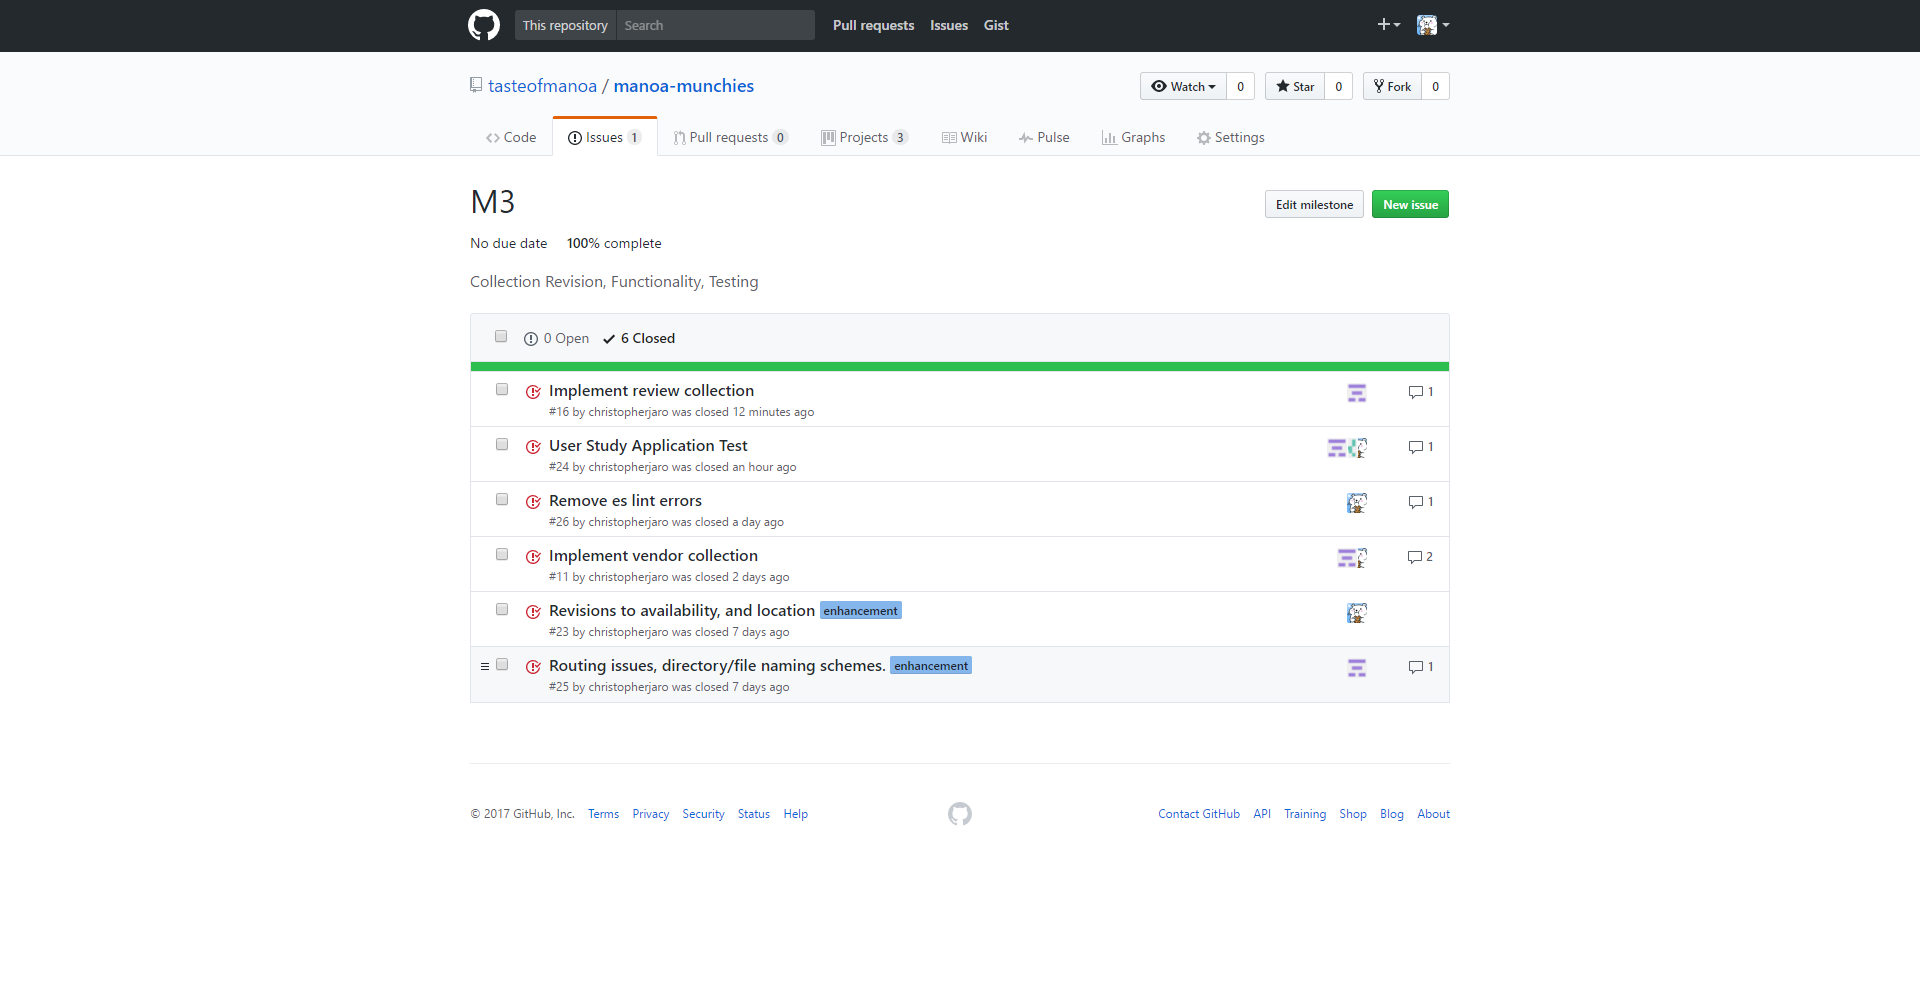 This repository Search Pull requests Issues Gist
tasteofmanoa / manoa-munchies Watch 0 Star 0 Fork 0
Code Issues 1 Pull requests 0 Projects 3 Wiki Pulse Graphs Settings
M3 Edit milestone New issue
No due date 100% complete
Collection Revision, Functionality, Testing
0 Open 6 Closed
Implement review collection 1
#16 by christopherjaro was closed 12 minutes ago
User Study Application Test 1
#24 by christopherjaro was closed an hour ago
Remove es lint errors 1
#26 by christopherjaro was closed a day ago
Implement vendor collection 2
#11 by christopherjaro was closed 2 days ago
Revisions to availability, and location enhancement
#23 by christopherjaro was closed 7 days ago
Routing issues, directory/file naming schemes. enhancement 1
#25 by christopherjaro was closed 7 days ago
© 2017 GitHub, Inc. Terms Privacy Security Status Help Contact GitHub API Training Shop Blog About